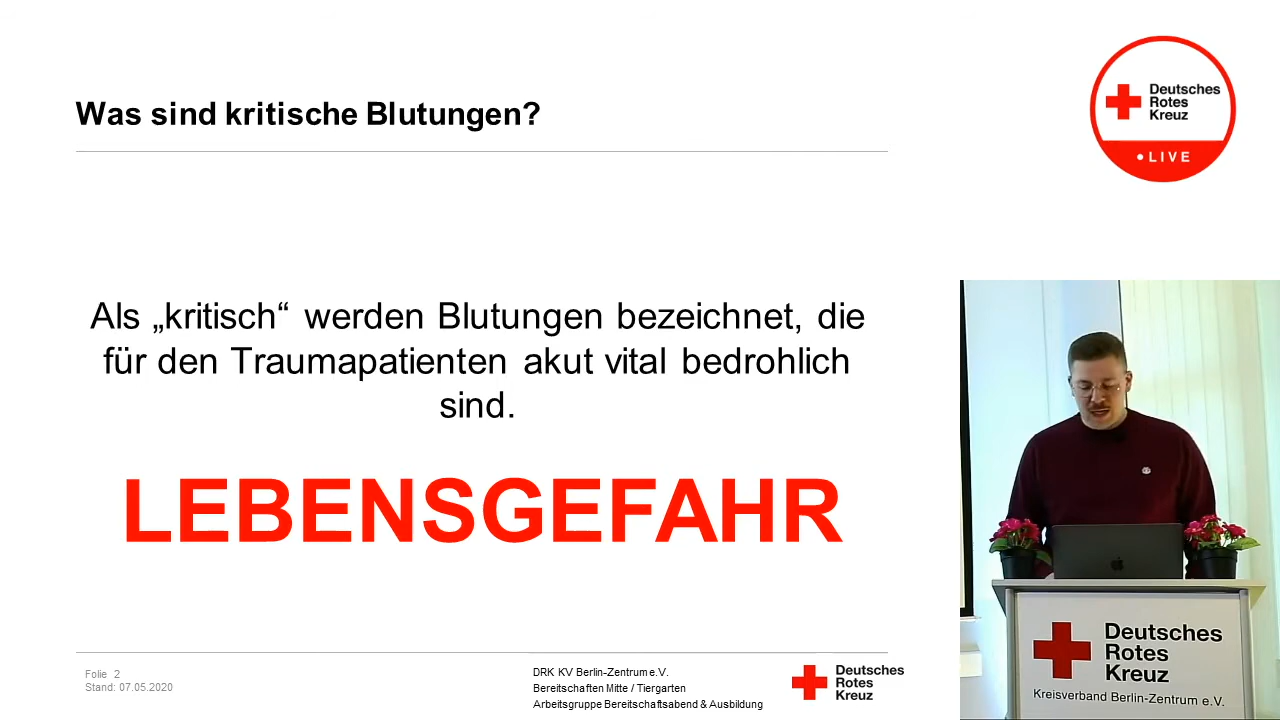 Was sind kritische Blutungen?
Deutsches
Rotes
Kreuz
• LIVE
Als „kritisch“ werden Blutungen bezeichnet, die
für den Traumapatienten akut vital bedrohlich
sind.
LEBENSGEFAHR
Folie 2
Stand: 07.05.2020
DRK KV Berlin-Zentrum e.V.
Bereitschaften Mitte / Tiergarten
Arbeitsgruppe Bereitschaftsabend & Ausbildung
Deutsches
Rotes
Kreuz
Deutsches
Rotes
Kreuz
Kreisverband Berlin-Zentrum e.V.